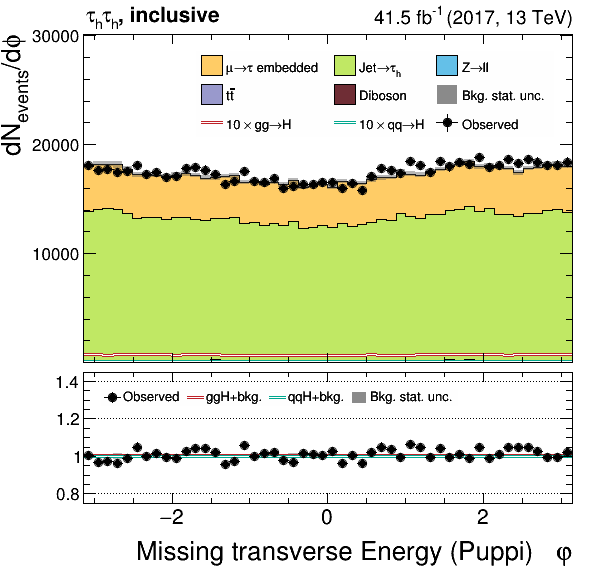 τₕτₕ, inclusive 41.5 fb⁻¹ (2017, 13 TeV)
dN_events/dφ
30000
20000
10000
μ→τ embedded Jet→τₕ Z→ll
tt̅ Diboson Bkg. stat. unc.
10 × gg→H 10 × qq→H Observed
1.4
1.2
1
0.8
Observed ggH+bkg. qqH+bkg. Bkg. stat. unc.
−2 0 2
Missing transverse Energy (Puppi) φ